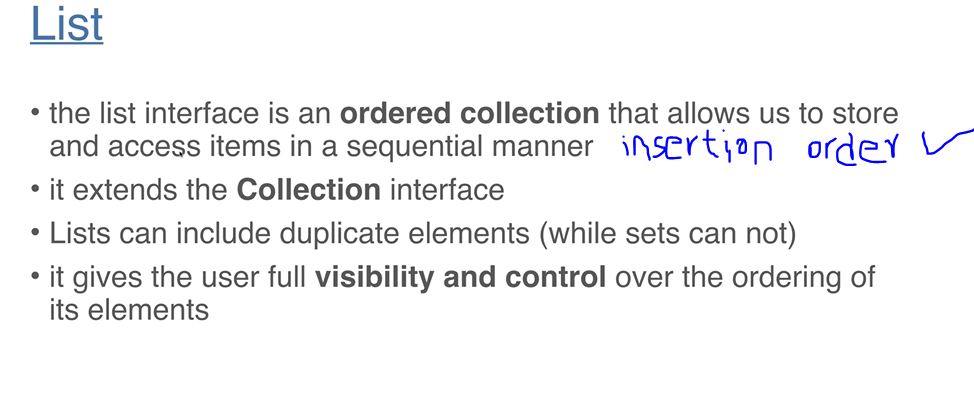 List
• the list interface is an ordered collection that allows us to store
and access items in a sequential manner insertion order ✓
• it extends the Collection interface
• Lists can include duplicate elements (while sets can not)
• it gives the user full visibility and control over the ordering of
its elements